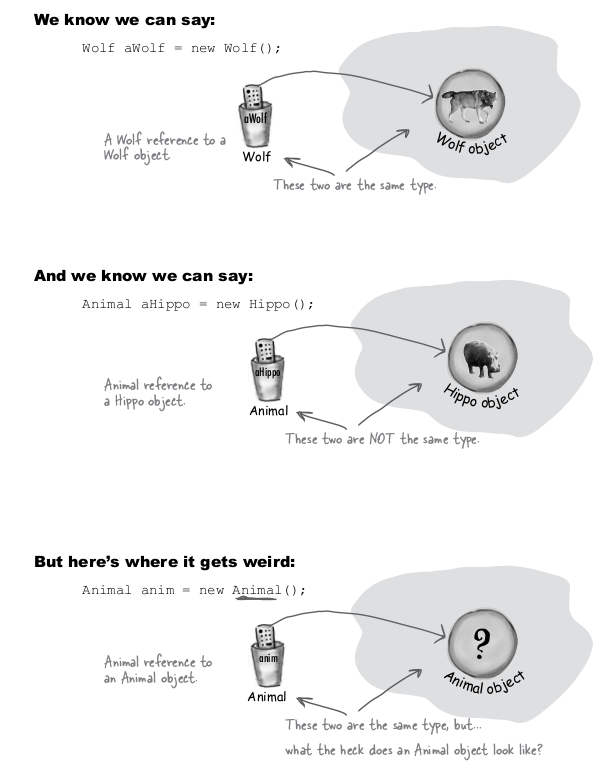 We know we can say:
Wolf aWolf = new Wolf();
aWolf
A Wolf reference to a
Wolf object
Wolf
Wolf object
These two are the same type.
And we know we can say:
Animal aHippo = new Hippo();
aHippo
Animal reference to
a Hippo object.
Animal
Hippo object
These two are NOT the same type.
But here's where it gets weird:
Animal anim = new Animal();
?
anim
Animal reference to
an Animal object.
Animal
Animal object
These two are the same type, but...
what the heck does an Animal object look like?